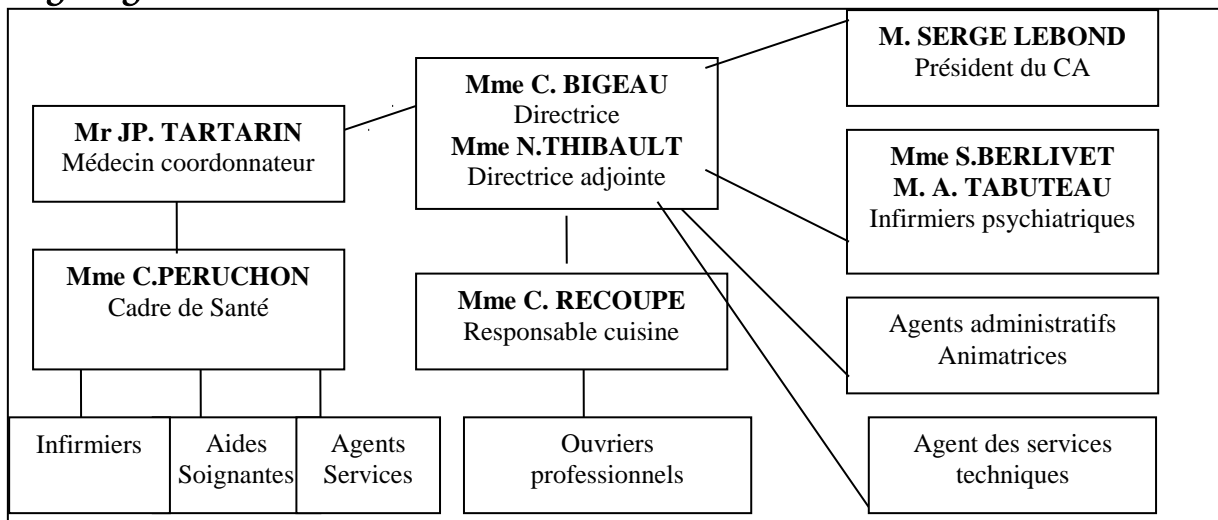 M. SERGE LEBOND
Président du CA
Mme C. BIGEAU
Directrice
Mme N.THIBAULT
Directrice adjointe
Mr JP. TARTARIN
Médecin coordonnateur
Mme S.BERLIVET
M. A. TABUTEAU
Infirmiers psychiatriques
Mme C.PERUCHON
Cadre de Santé
Mme C. RECOUPE
Responsable cuisine
Agents administratifs
Animatrices
Infirmiers
Aides
Soignantes
Agents
Services
Ouvriers
professionnels
Agent des services
techniques